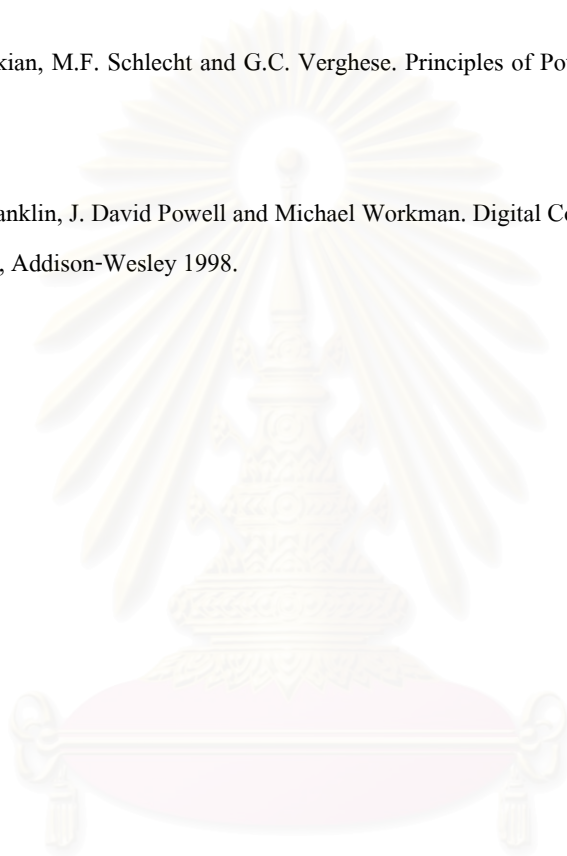 kian, M.F. Schlecht and G.C. Verghese. Principles of Po
anklin, J. David Powell and Michael Workman. Digital Co
, Addison-Wesley 1998.